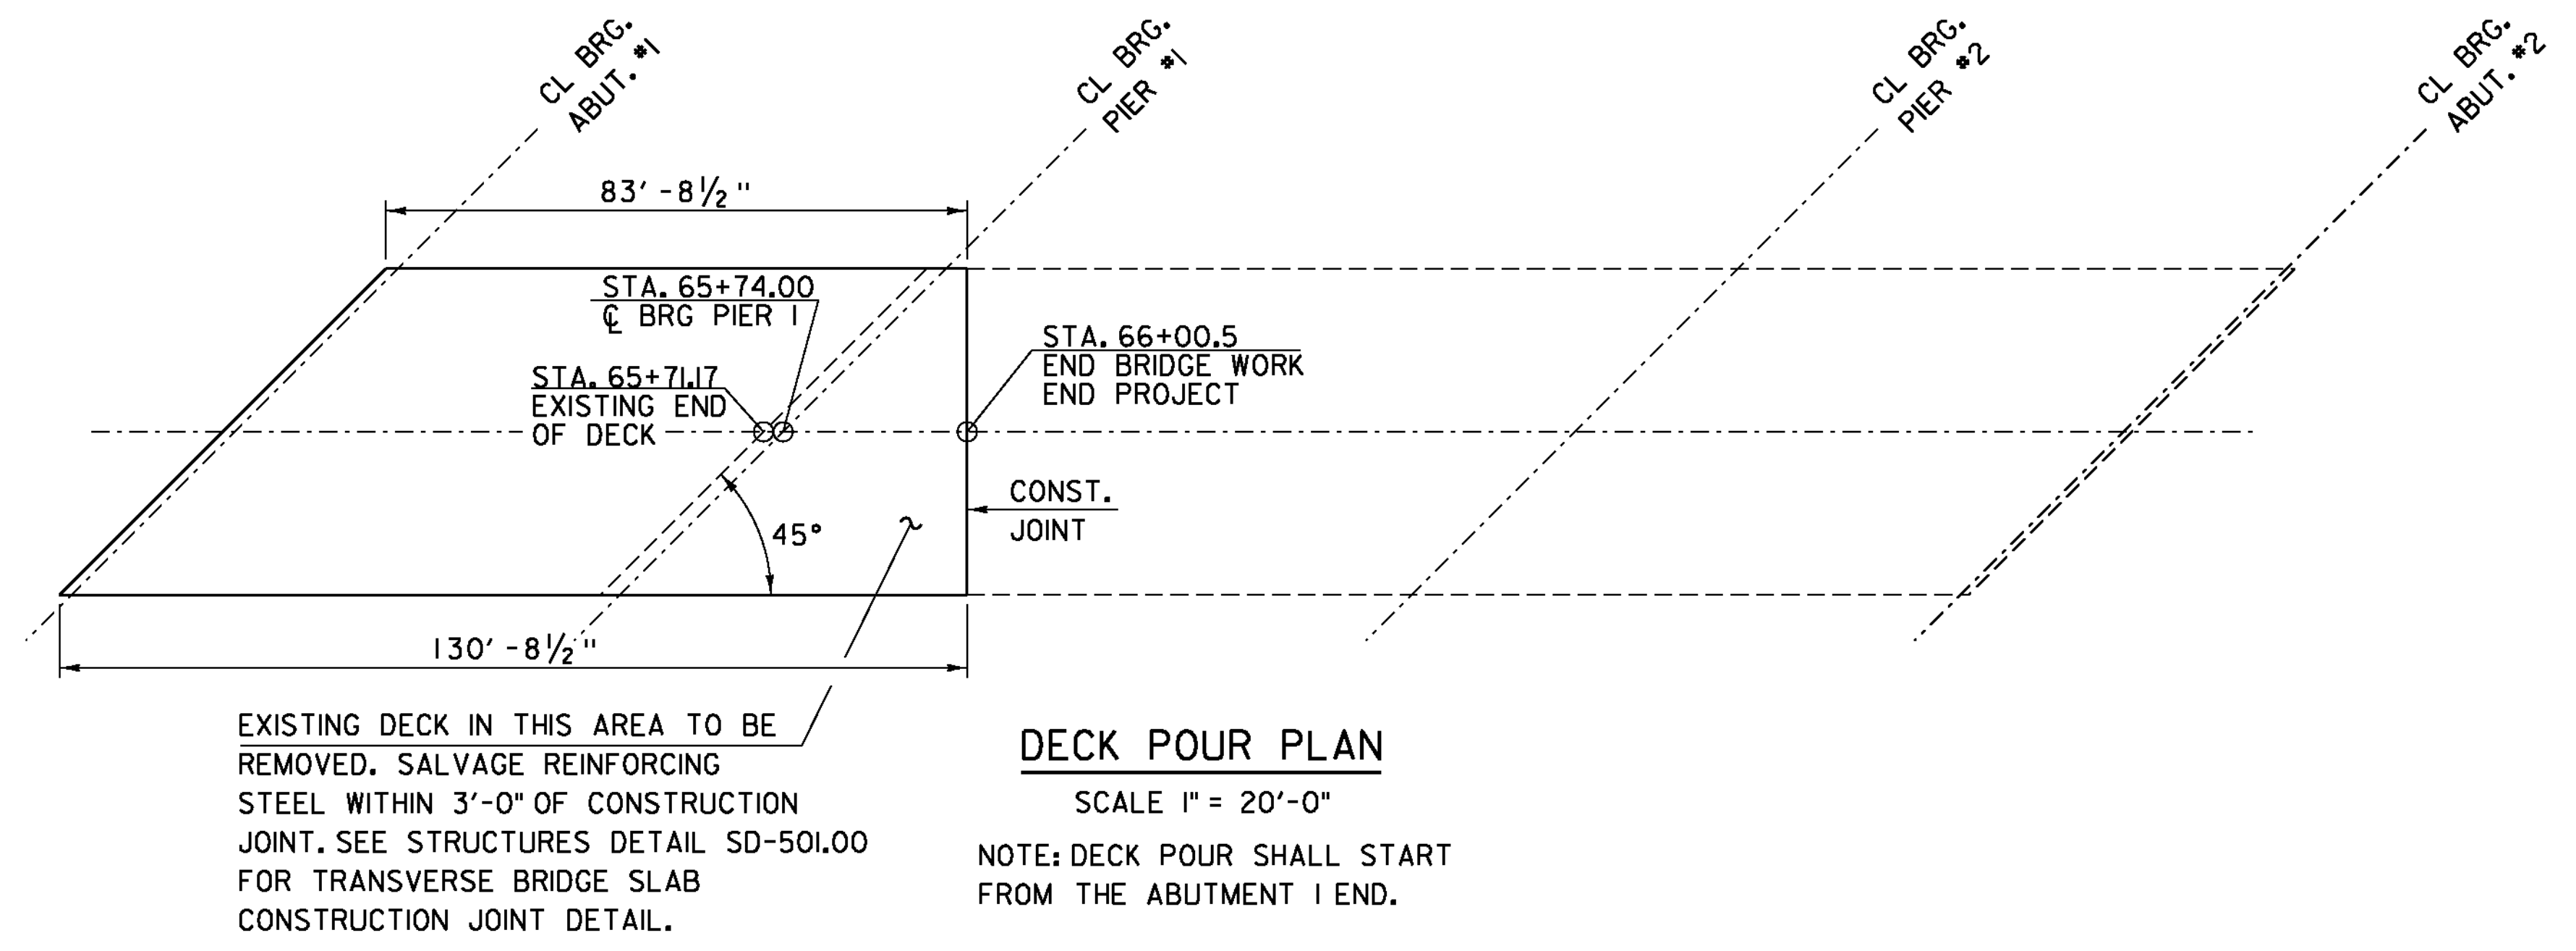 CL BRG.
ABUT. #1
CL BRG.
PIER #1
CL BRG.
PIER #2
CL BRG.
ABUT. #2
83'-8½"
STA. 65+74.00
℄ BRG PIER 1
STA. 66+00.5
END BRIDGE WORK
END PROJECT
STA. 65+71.17
EXISTING END
OF DECK
CONST.
JOINT
45°
130'-8½"
EXISTING DECK IN THIS AREA TO BE
REMOVED. SALVAGE REINFORCING
STEEL WITHIN 3'-0" OF CONSTRUCTION
JOINT. SEE STRUCTURES DETAIL SD-501.00
FOR TRANSVERSE BRIDGE SLAB
CONSTRUCTION JOINT DETAIL.
DECK POUR PLAN
SCALE 1" = 20'-0"
NOTE: DECK POUR SHALL START
FROM THE ABUTMENT 1 END.